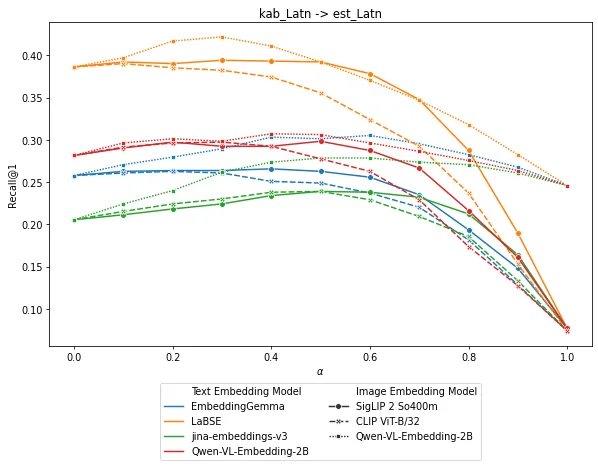 kab_Latn -> est_Latn
Recall@1
0.40
0.35
0.30
0.25
0.20
0.15
0.10
0.0 0.2 0.4 0.6 0.8 1.0
α
Text Embedding Model Image Embedding Model
EmbeddingGemma SigLIP 2 So400m
LaBSE CLIP ViT-B/32
jina-embeddings-v3 Qwen-VL-Embedding-2B
Qwen-VL-Embedding-2B